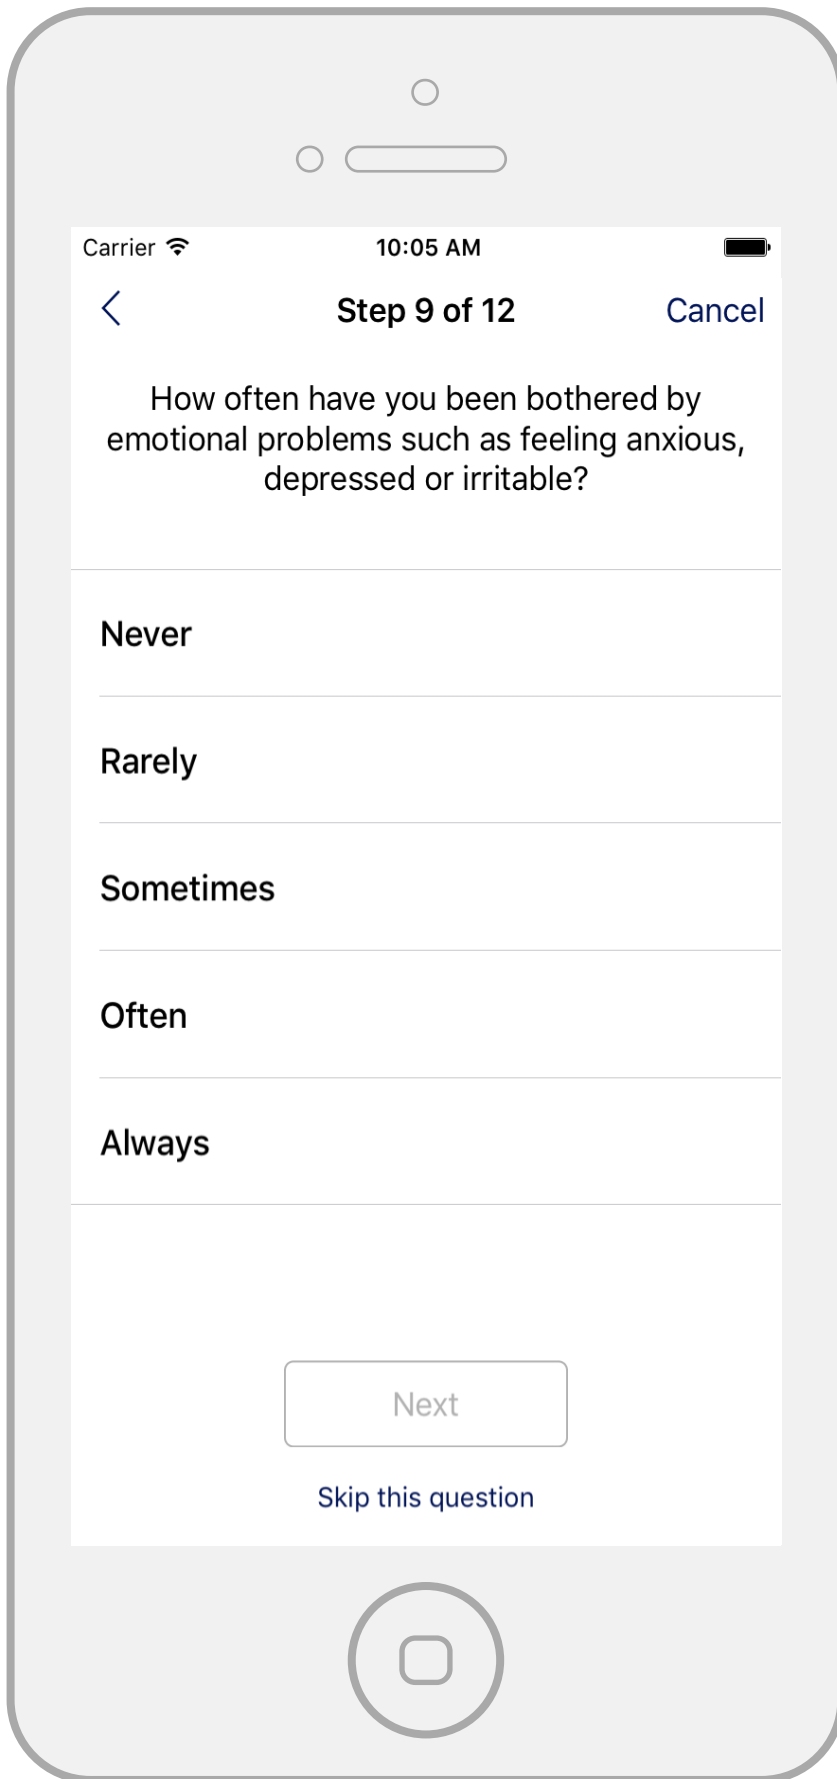 Carrier
10:05 AM
Step 9 of 12
Cancel
How often have you been bothered by
emotional problems such as feeling anxious,
depressed or irritable?
Never
Rarely
Sometimes
Often
Always
Next
Skip this question